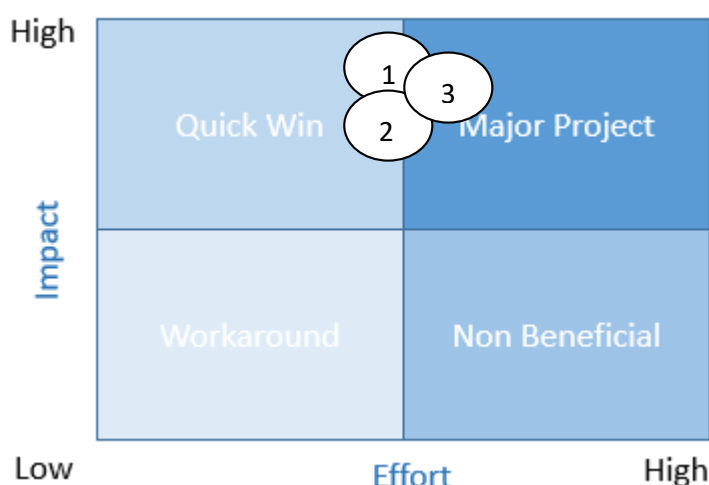 High
1
3
2
Quick Win
Major Project
Impact
Workaround
Non Beneficial
Low
Effort
High